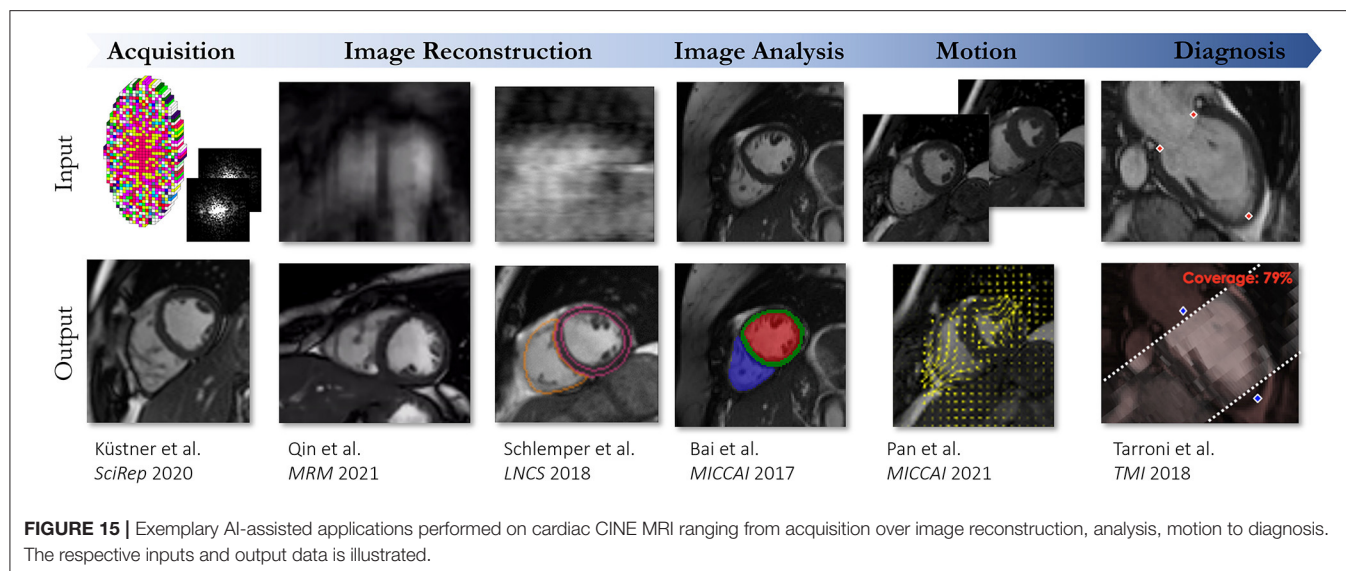 Acquisition
Image Reconstruction
Image Analysis
Motion
Diagnosis
Input
Output
Coverage: 79%
Küstner et al.
SciRep 2020
Qin et al.
MRM 2021
Schlemper et al.
LNCS 2018
Bai et al.
MICCAI 2017
Pan et al.
MICCAI 2021
Tarroni et al.
TMI 2018
FIGURE 15 | Exemplary AI-assisted applications performed on cardiac CINE MRI ranging from acquisition over image reconstruction, analysis, motion to diagnosis.
The respective inputs and output data is illustrated.